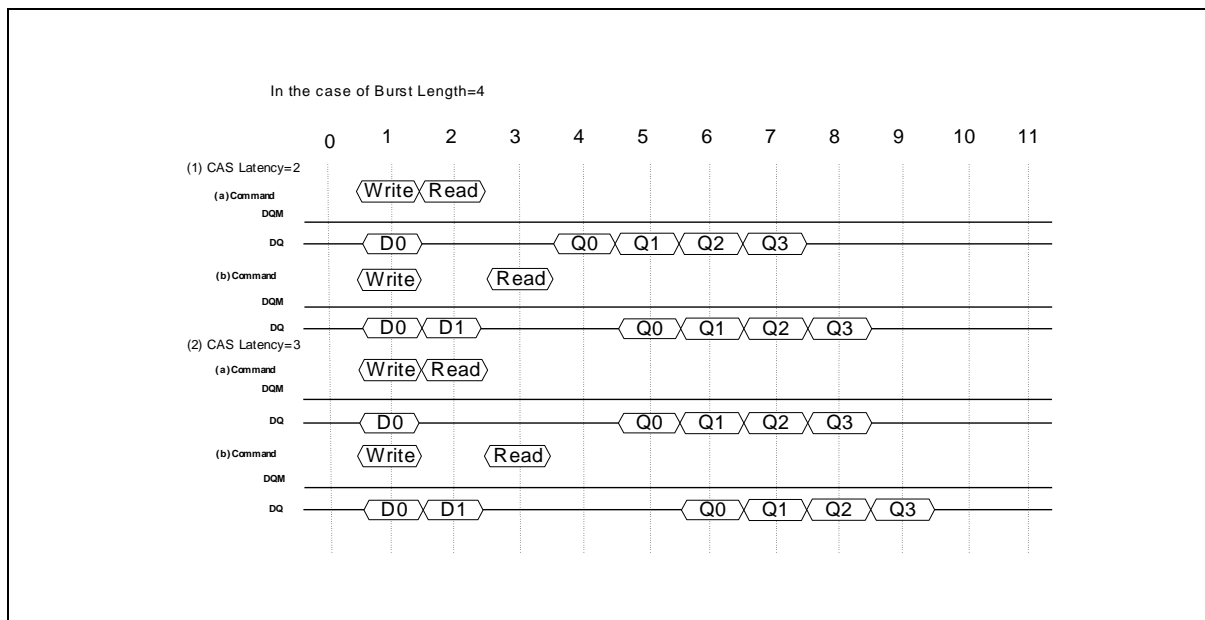 In the case of Burst Length=4
0 1 2 3 4 5 6 7 8 9 10 11
(1) CAS Latency=2
(a)Command Write Read
DQM
DQ D0 Q0 Q1 Q2 Q3
(b)Command Write Read
DQM
DQ D0 D1 Q0 Q1 Q2 Q3
(2) CAS Latency=3
(a)Command Write Read
DQM
DQ D0 Q0 Q1 Q2 Q3
(b)Command Write Read
DQM
DQ D0 D1 Q0 Q1 Q2 Q3